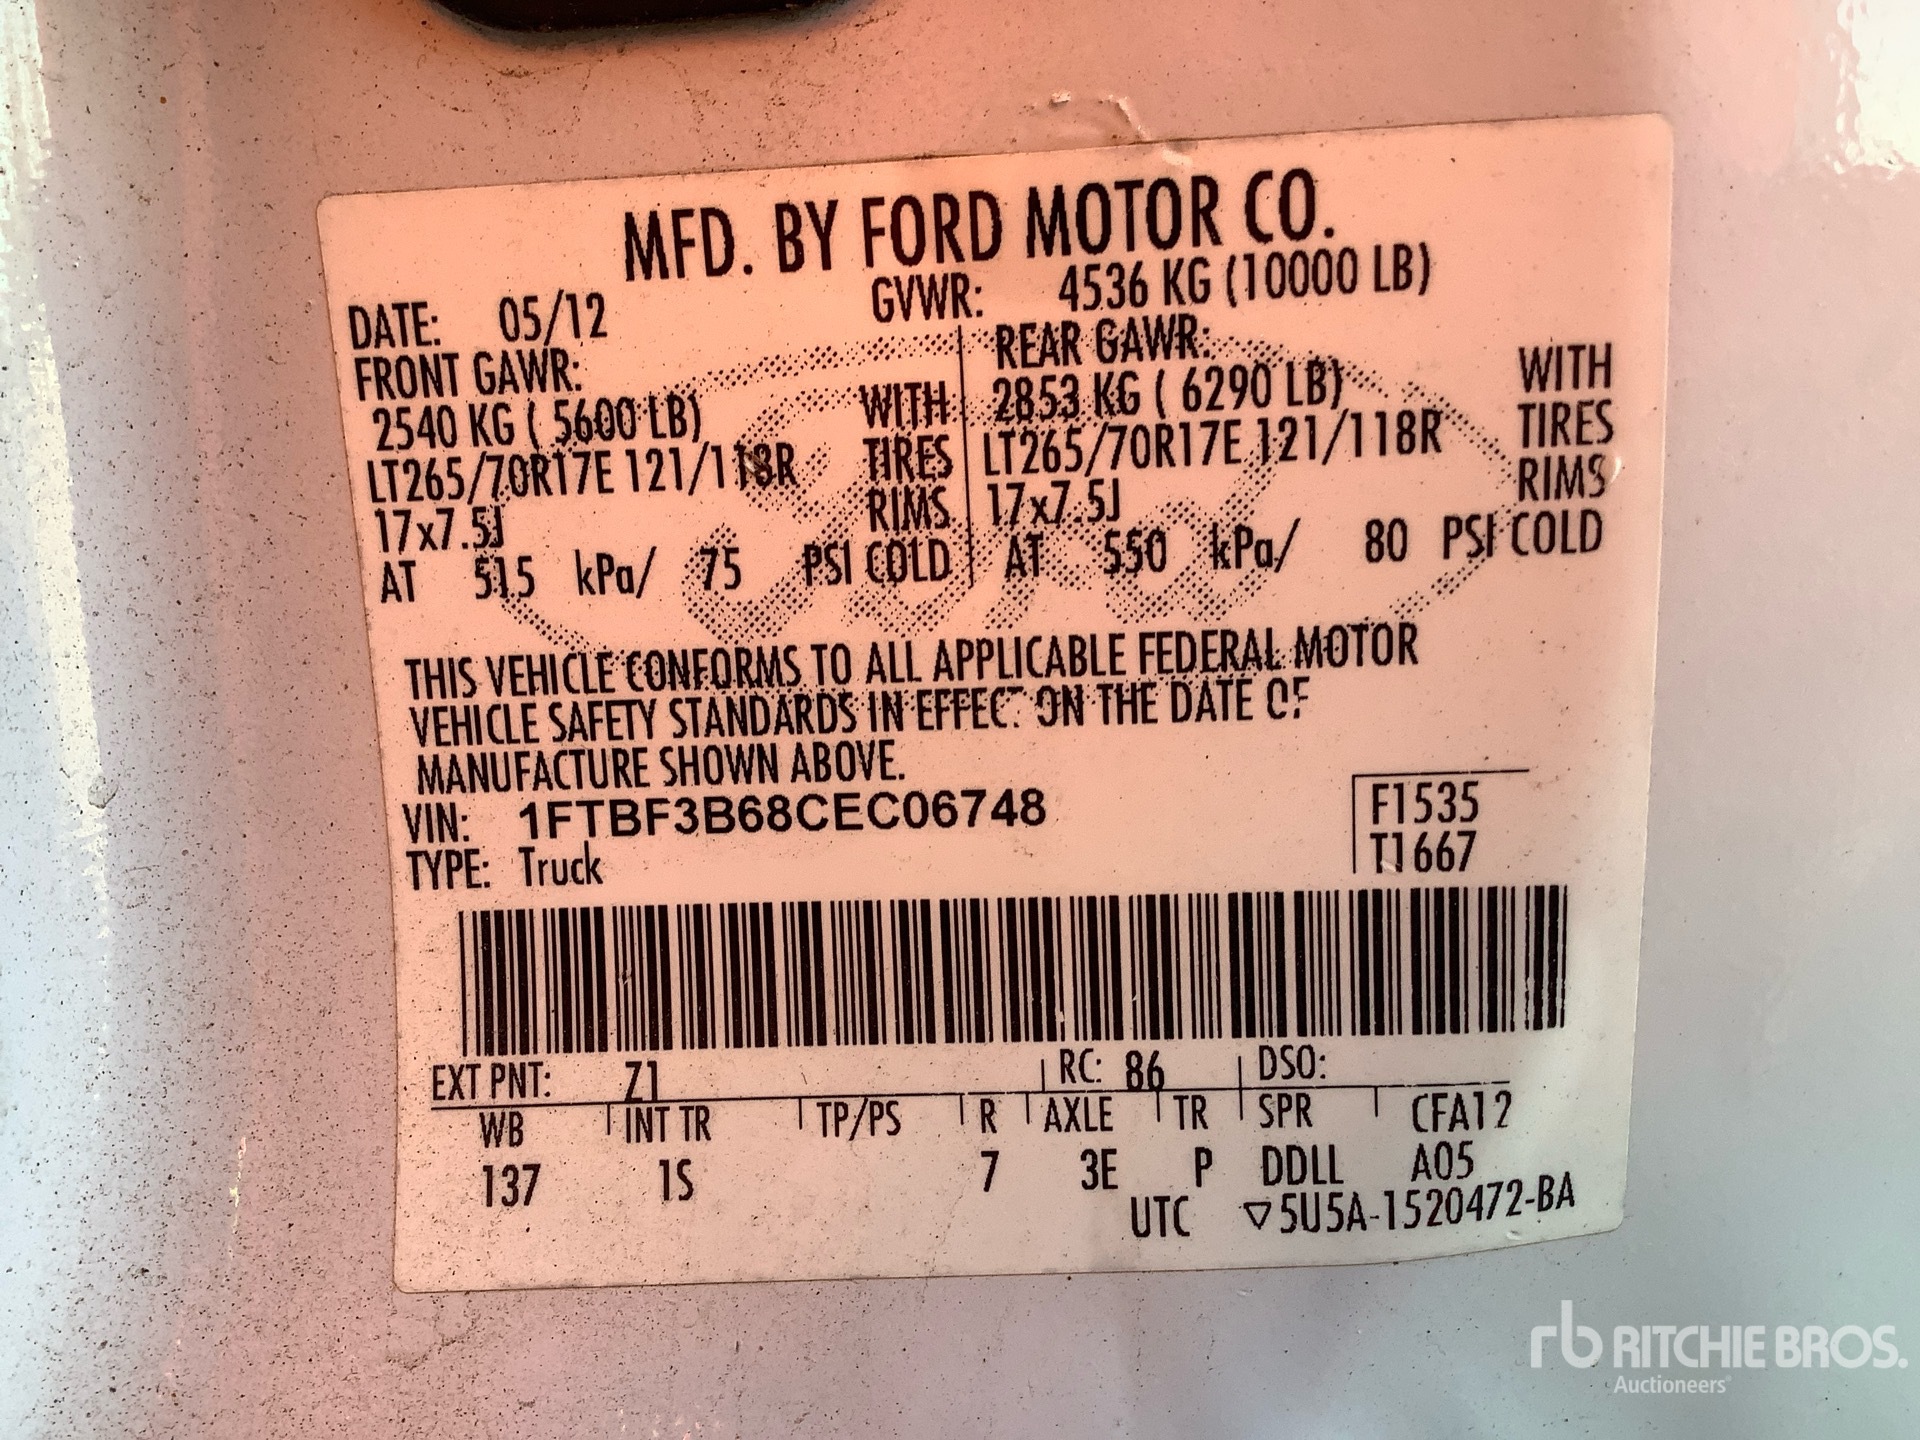 MFD. BY FORD MOTOR CO.
DATE: 05/12 GVWR: 4536 KG (10000 LB)
FRONT GAWR: REAR GAWR:
2540 KG ( 5600 LB) WITH 2853 KG ( 6290 LB) WITH
LT265/70R17E 121/118R TIRES LT265/70R17E 121/118R TIRES
17x7.5J RIMS 17x7.5J RIMS
AT 515 kPa/ 75 PSI COLD AT 550 kPa/ 80 PSI COLD
THIS VEHICLE CONFORMS TO ALL APPLICABLE FEDERAL MOTOR
VEHICLE SAFETY STANDARDS IN EFFECT ON THE DATE OF
MANUFACTURE SHOWN ABOVE.
VIN: 1FTBF3B68CEC06748 F1535
TYPE: Truck T1667
EXT PNT: Z1 RC: 86 DSO:
WB INT TR TP/PS R AXLE TR SPR CFA12
137 1S 7 3E P DDLL A05
UTC ▽5U5A-1520472-BA
rb RITCHIE BROS.
Auctioneers